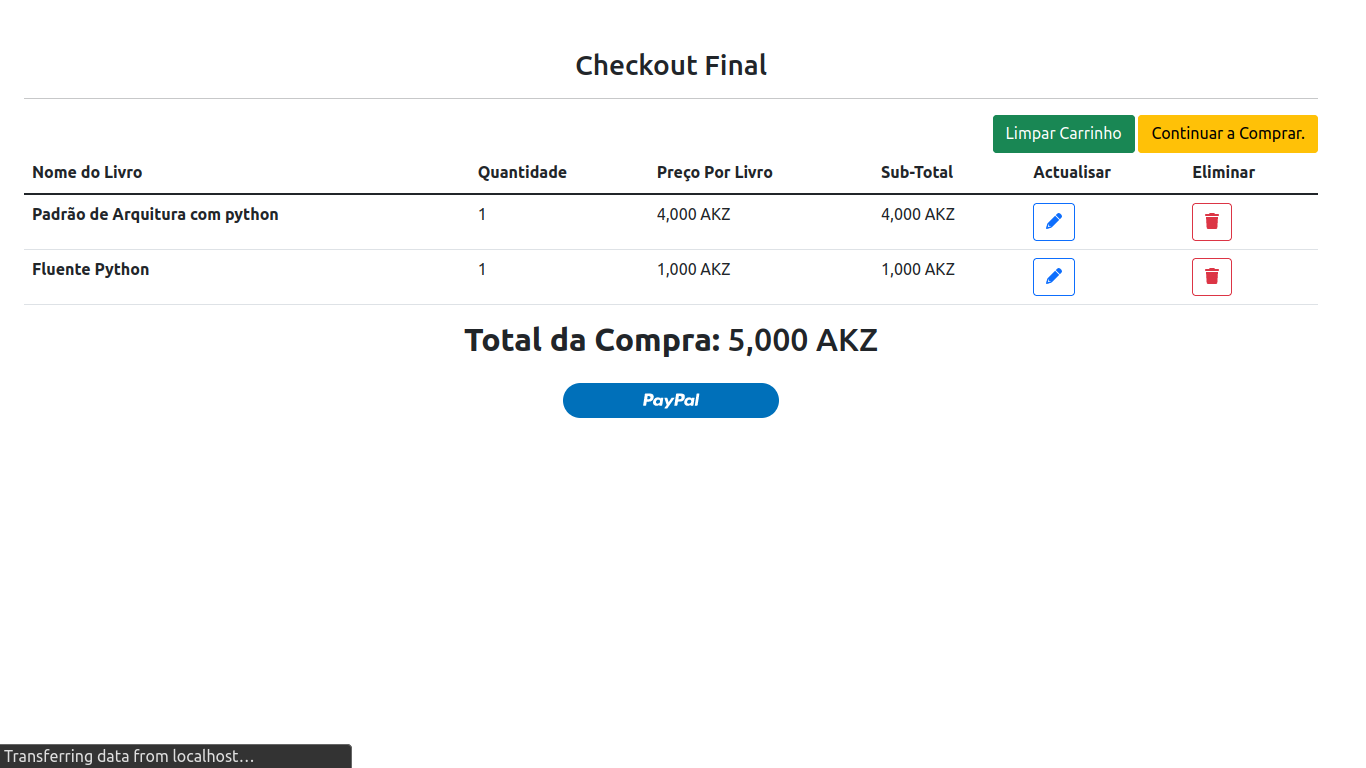 Checkout Final
Limpar Carrinho Continuar a Comprar.
Nome do Livro Quantidade Preço Por Livro Sub-Total Actualisar Eliminar
Padrão de Arquitura com python 1 4,000 AKZ 4,000 AKZ
Fluente Python 1 1,000 AKZ 1,000 AKZ
Total da Compra: 5,000 AKZ
PayPal
Transferring data from localhost…